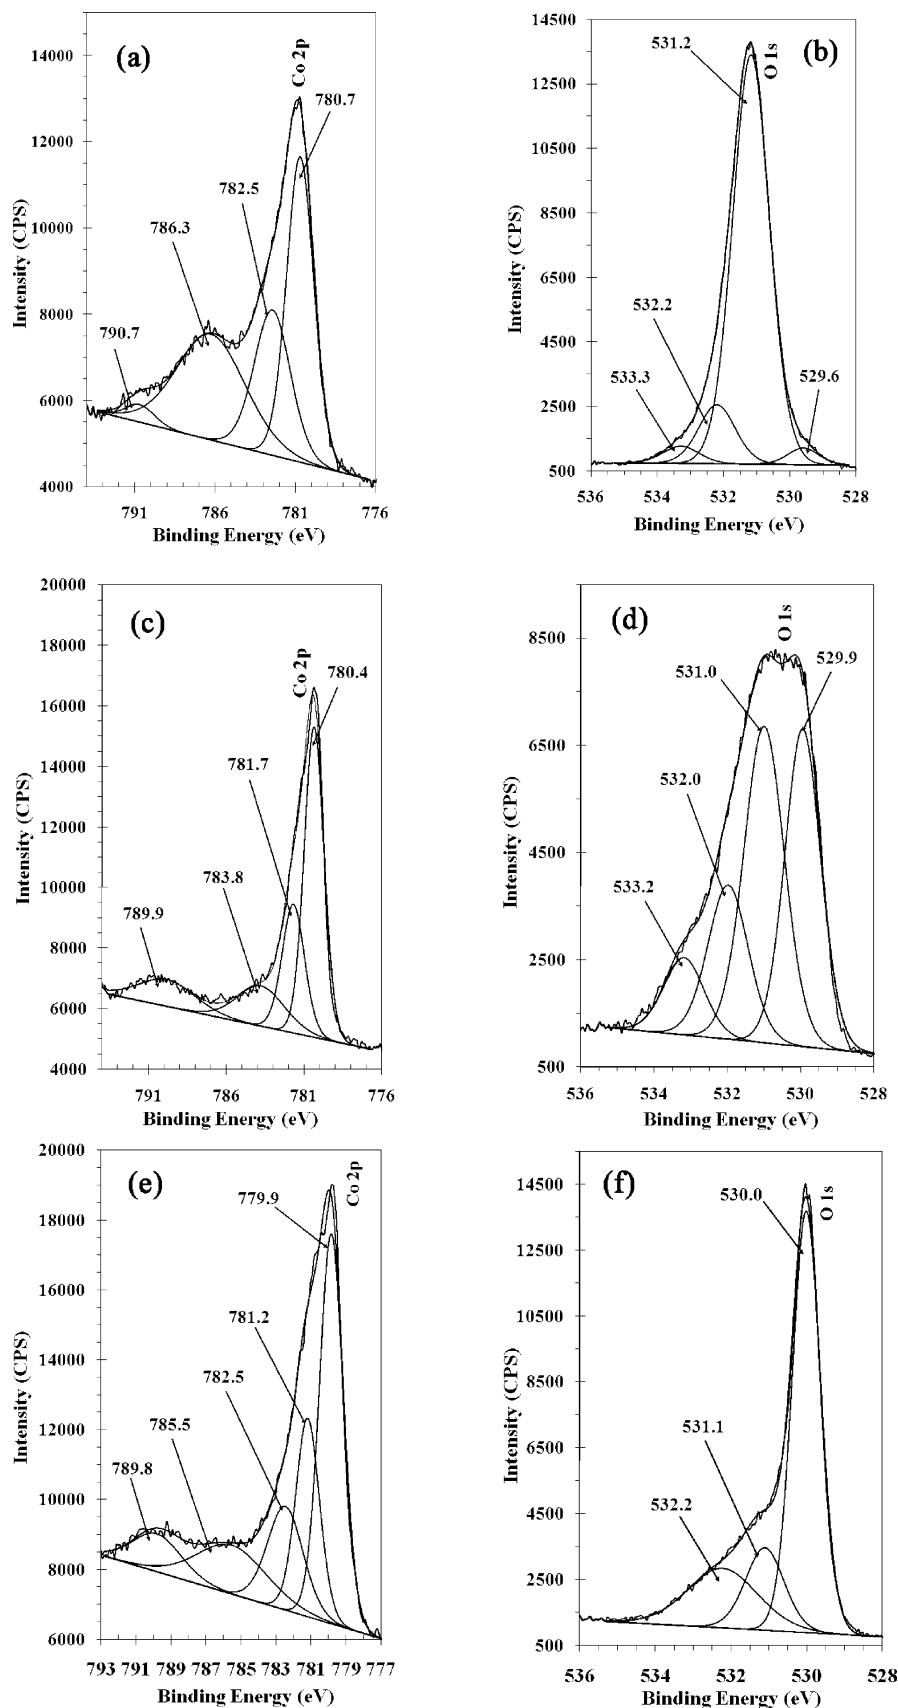 (a)
Co 2p
14000
12000
10000
8000
6000
4000
Intensity (CPS)
780.7
782.5
786.3
790.7
791 786 781 776
Binding Energy (eV)
(b)
O 1s
14500
12500
10500
8500
6500
4500
2500
500
Intensity (CPS)
531.2
532.2
533.3
529.6
536 534 532 530 528
Binding Energy (eV)
(c)
Co 2p
20000
18000
16000
14000
12000
10000
8000
6000
4000
Intensity (CPS)
780.4
781.7
783.8
789.9
791 786 781 776
Binding Energy (eV)
(d)
O 1s
8500
6500
4500
2500
500
Intensity (CPS)
531.0
529.9
532.0
533.2
536 534 532 530 528
Binding Energy (eV)
(e)
Co 2p
20000
18000
16000
14000
12000
10000
8000
6000
Intensity (CPS)
779.9
781.2
782.5
785.5
789.8
793 791 789 787 785 783 781 779 777
Binding Energy (eV)
(f)
O 1s
14500
12500
10500
8500
6500
4500
2500
500
Intensity (CPS)
530.0
531.1
532.2
536 534 532 530 528
Binding Energy (eV)